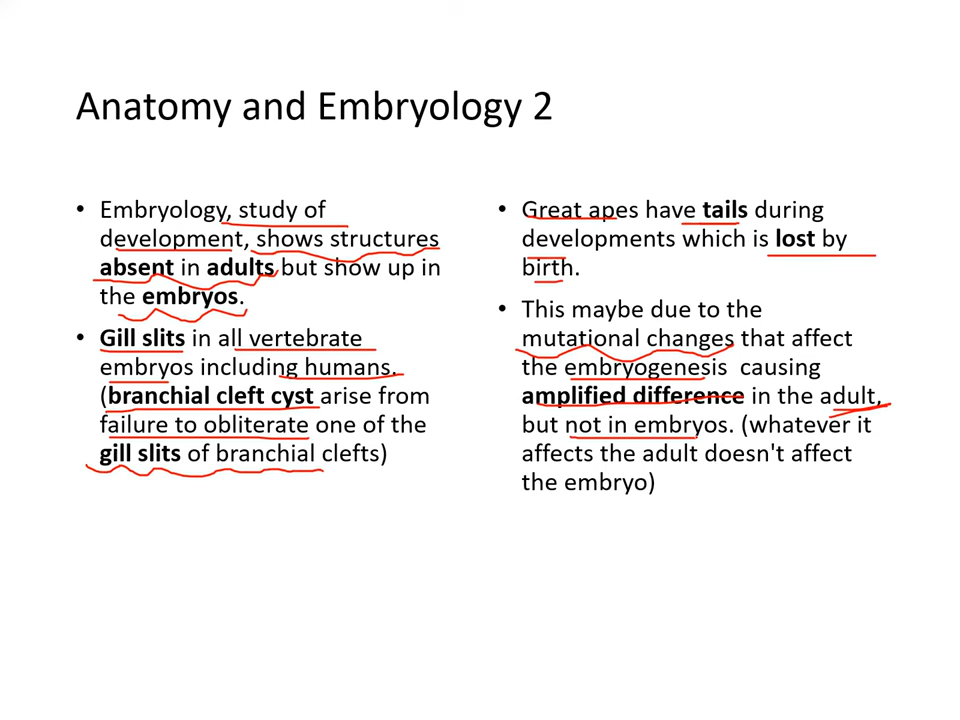 Anatomy and Embryology 2
• Embryology, study of
development, shows structures
absent in adults but show up in
the embryos.
• Gill slits in all vertebrate
embryos including humans.
(branchial cleft cyst arise from
failure to obliterate one of the
gill slits of branchial clefts)
• Great apes have tails during
developments which is lost by
birth.
• This maybe due to the
mutational changes that affect
the embryogenesis causing
amplified difference in the adult,
but not in embryos. (whatever it
affects the adult doesn't affect
the embryo)